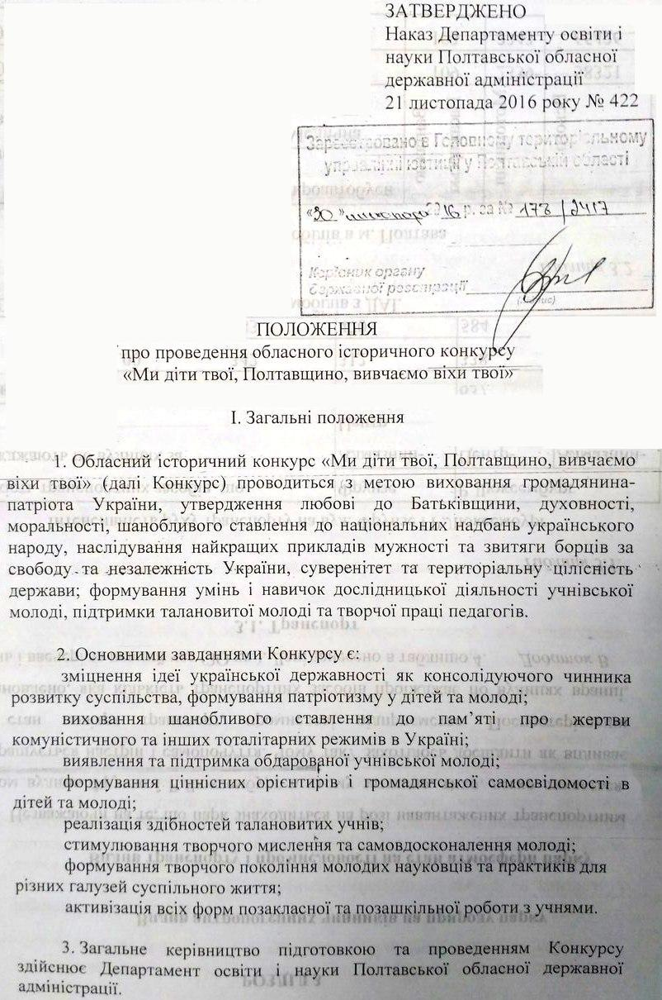 ЗАТВЕРДЖЕНО
Наказ Департаменту освіти і
науки Полтавської обласної
державної адміністрації
21 листопада 2016 року № 422
Зареєстровано в Головному територіальному
управлінні юстиції у Полтавській області
«30» листопада 2016 р. за № 178/2417
Керівник органу
державної реєстрації
(підпис)
ПОЛОЖЕННЯ
про проведення обласного історичного конкурсу
«Ми діти твої, Полтавщино, вивчаємо віхи твої»
І. Загальні положення
1. Обласний історичний конкурс «Ми діти твої, Полтавщино, вивчаємо
віхи твої» (далі Конкурс) проводиться з метою виховання громадянина-
патріота України, утвердження любові до Батьківщини, духовності,
моральності, шанобливого ставлення до національних надбань українського
народу, наслідування найкращих прикладів мужності та звитяги борців за
свободу та незалежність України, суверенітет та територіальну цілісність
держави; формування умінь і навичок дослідницької діяльності учнівської
молоді, підтримки талановитої молоді та творчої праці педагогів.
2. Основними завданнями Конкурсу є:
зміцнення ідеї української державності як консолідуючого чинника
розвитку суспільства, формування патріотизму у дітей та молоді;
виховання шанобливого ставлення до пам’яті про жертви
комуністичного та інших тоталітарних режимів в Україні;
виявлення та підтримка обдарованої учнівської молоді;
формування ціннісних орієнтирів і громадянської самосвідомості в
дітей та молоді;
реалізація здібностей талановитих учнів;
стимулювання творчого мислення та самовдосконалення молоді;
формування творчого покоління молодих науковців та практиків для
різних галузей суспільного життя;
активізація всіх форм позакласної та позашкільної роботи з учнями.
3. Загальне керівництво підготовкою та проведенням Конкурсу
здійснює Департамент освіти і науки Полтавської обласної державної
адміністрації.